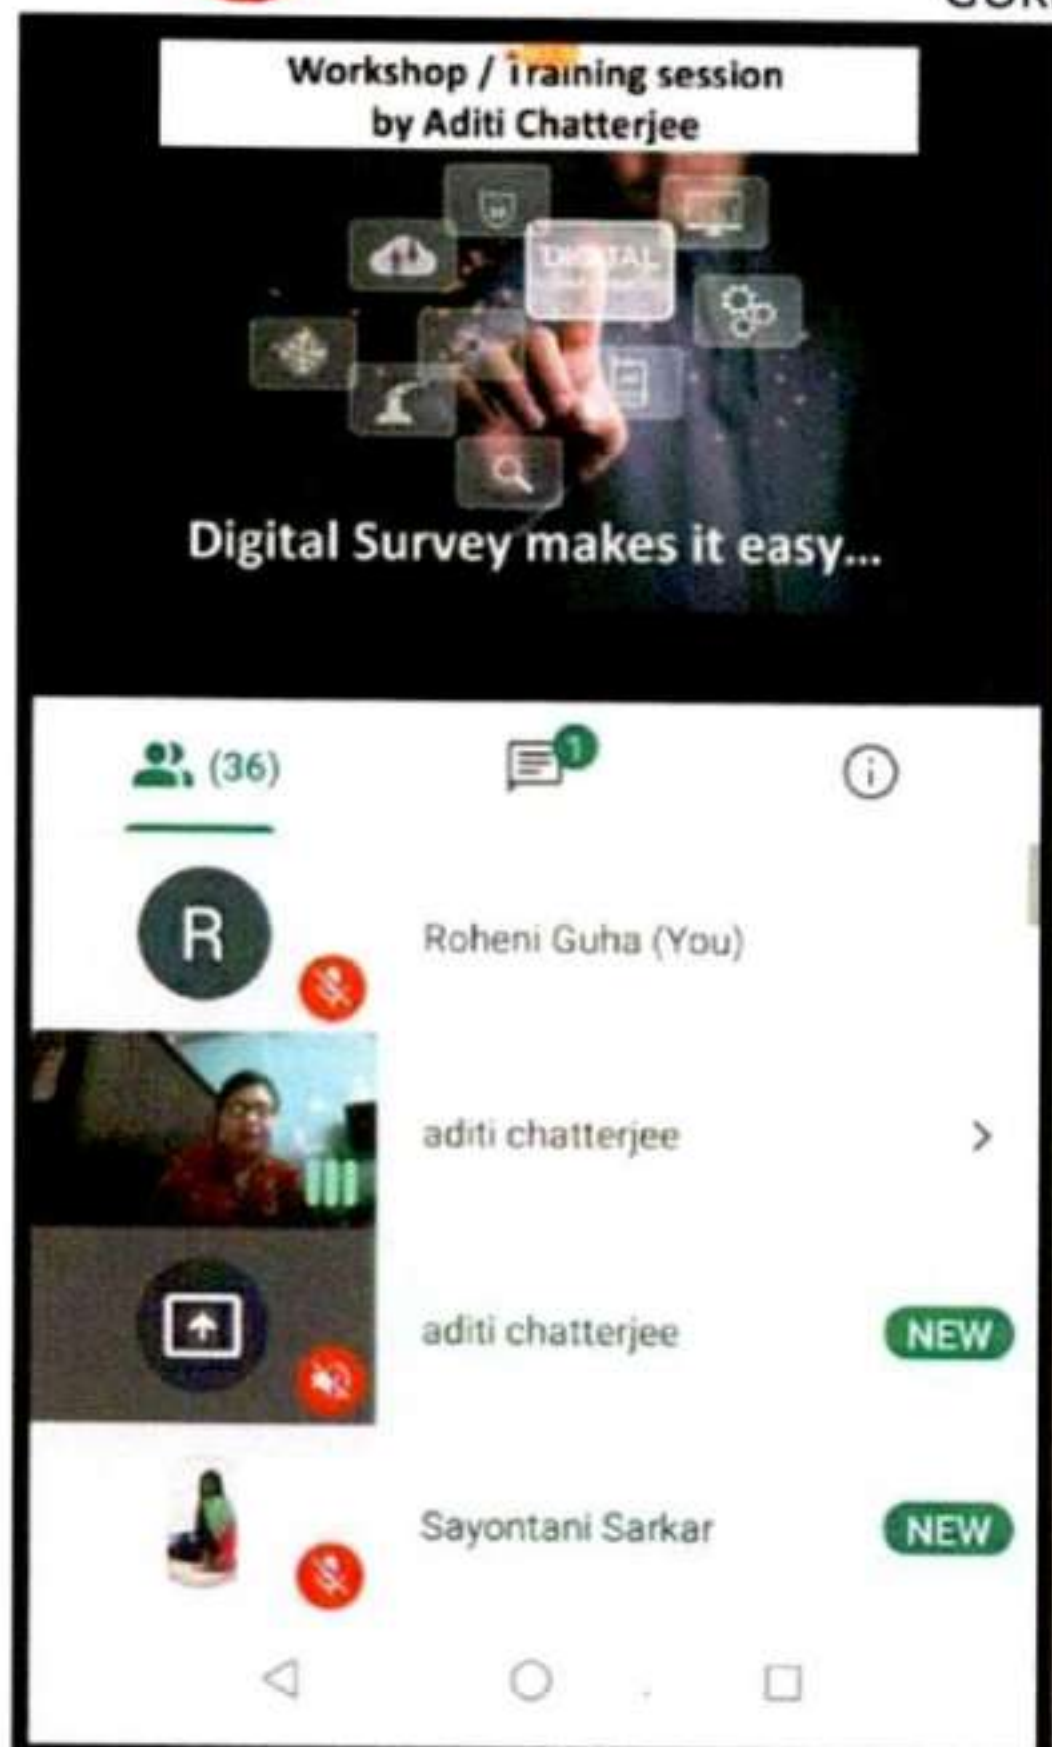 Workshop / Training session
by Aditi Chatterjee
DIGITAL
Digital Survey makes it easy...
(36)
1
R
Roheni Guha (You)
aditi chatterjee
aditi chatterjee
NEW
Sayontani Sarkar
NEW